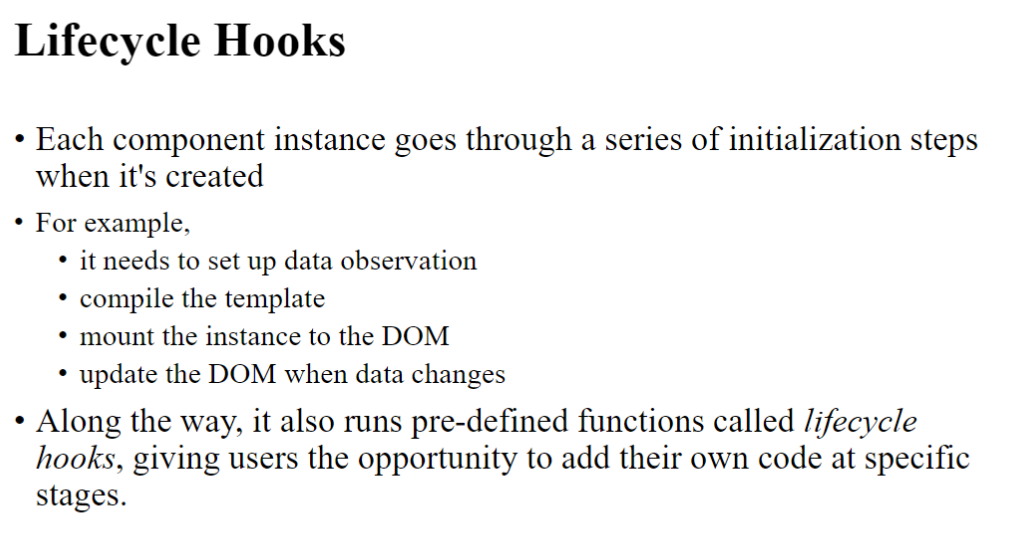 Lifecycle Hooks
• Each component instance goes through a series of initialization steps
when it's created
• For example,
• it needs to set up data observation
• compile the template
• mount the instance to the DOM
• update the DOM when data changes
• Along the way, it also runs pre-defined functions called lifecycle
hooks, giving users the opportunity to add their own code at specific
stages.